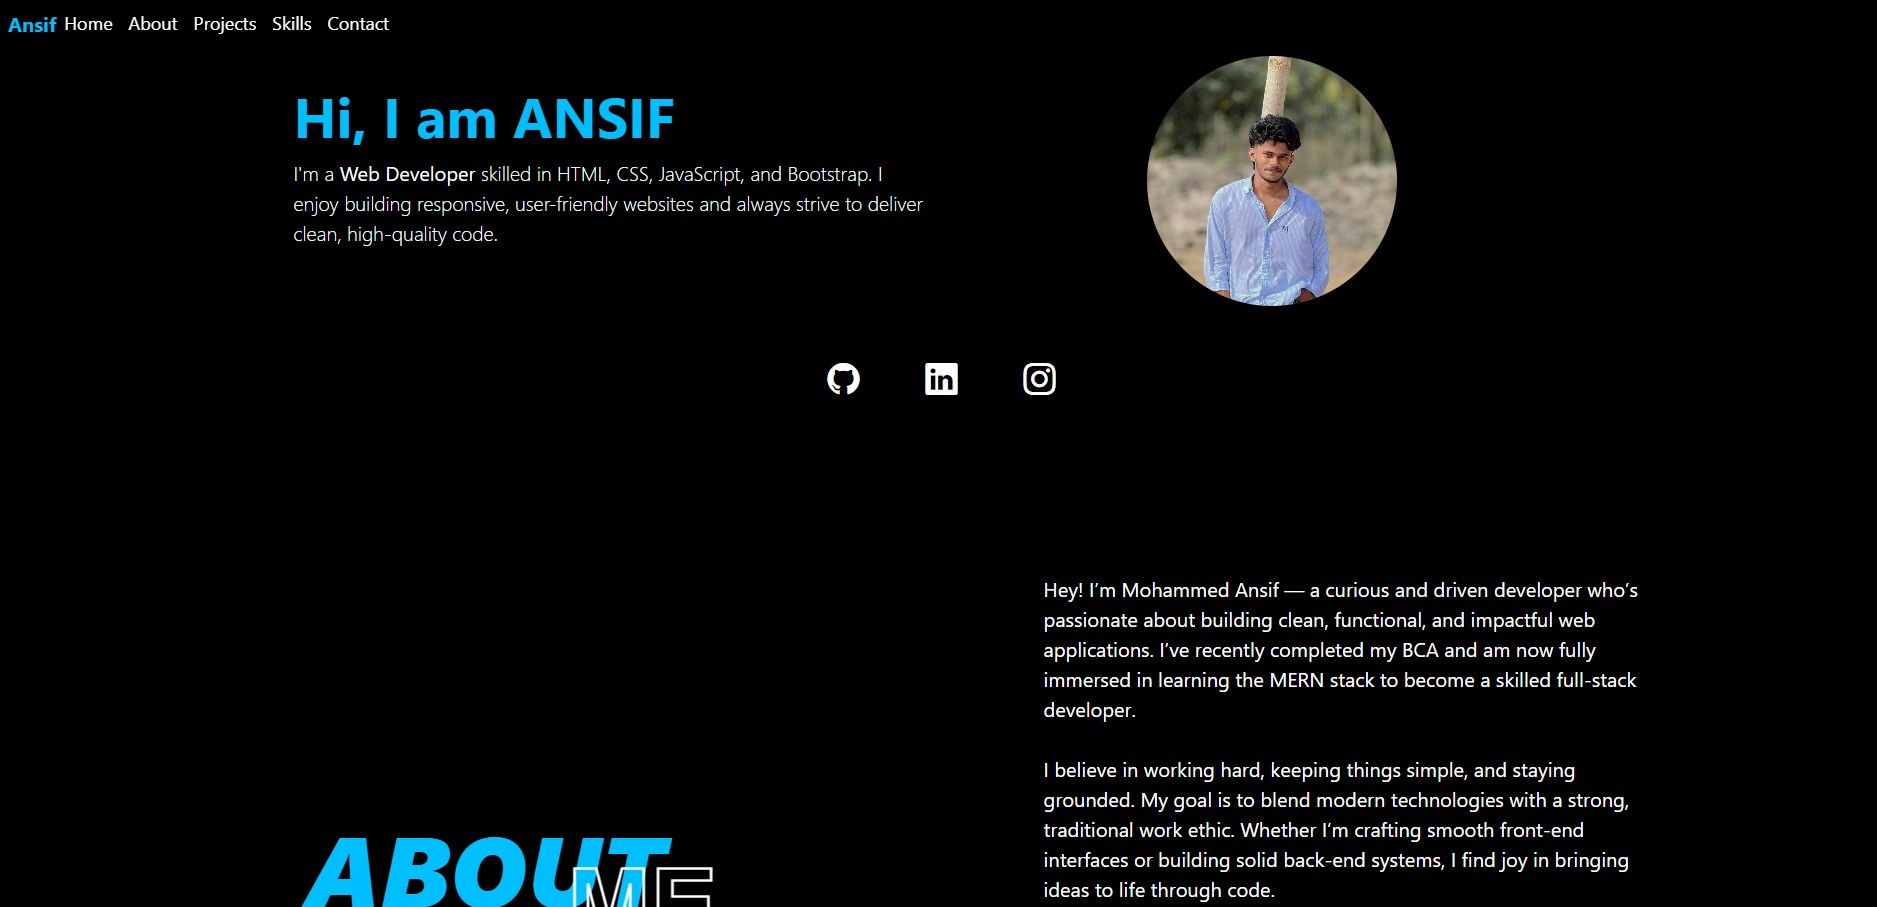 Ansif Home About Projects Skills Contact
Hi, I am ANSIF
I'm a Web Developer skilled in HTML, CSS, JavaScript, and Bootstrap. I
enjoy building responsive, user-friendly websites and always strive to deliver
clean, high-quality code.
in
Hey! I’m Mohammed Ansif — a curious and driven developer who’s
passionate about building clean, functional, and impactful web
applications. I’ve recently completed my BCA and am now fully
immersed in learning the MERN stack to become a skilled full-stack
developer.
I believe in working hard, keeping things simple, and staying
grounded. My goal is to blend modern technologies with a strong,
traditional work ethic. Whether I’m crafting smooth front-end
interfaces or building solid back-end systems, I find joy in bringing
ideas to life through code.
ABOUT
ME